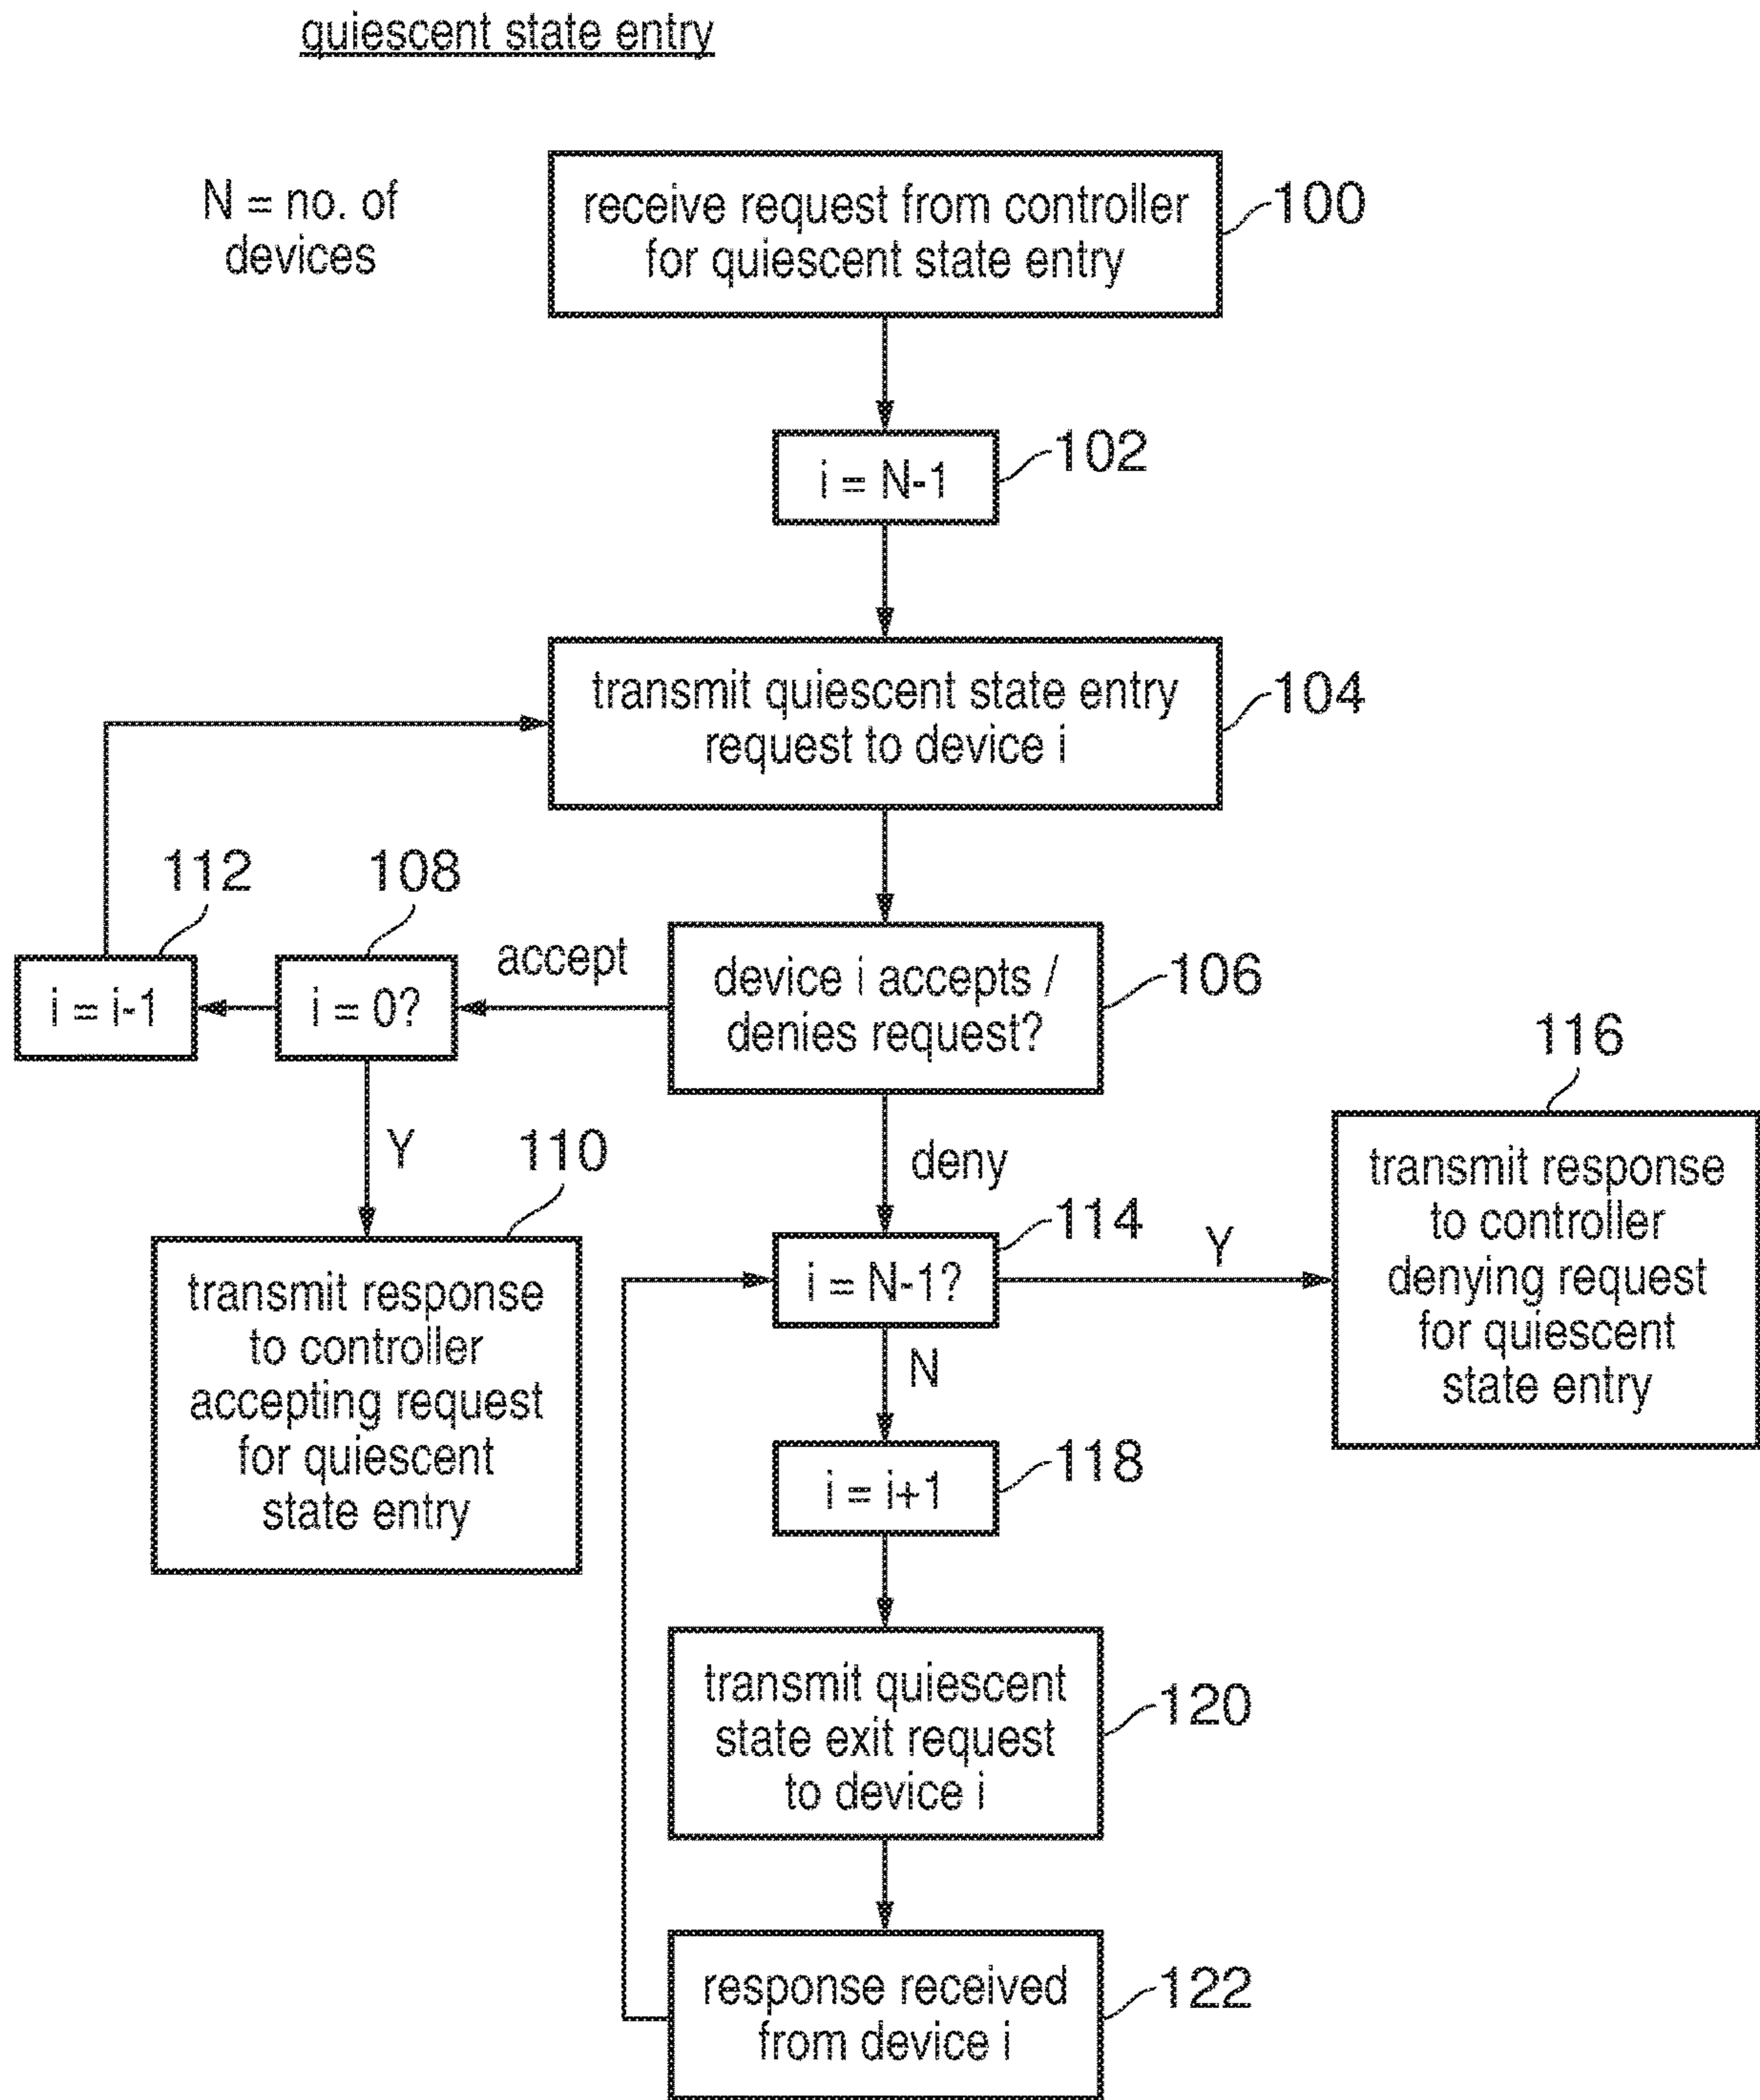 quiescent state entry
N = no. of
devices
receive request from controller
for quiescent state entry
100
i = N-1
102
transmit quiescent state entry
request to device i
104
112
108
i = i-1
i = 0?
accept
device i accepts /
denies request?
106
116
Y
110
deny
114
Y
transmit response
to controller
denying request
for quiescent
state entry
i = N-1?
transmit response
to controller
accepting request
for quiescent
state entry
N
i = i+1
118
transmit quiescent
state exit request
to device i
120
response received
from device i
122